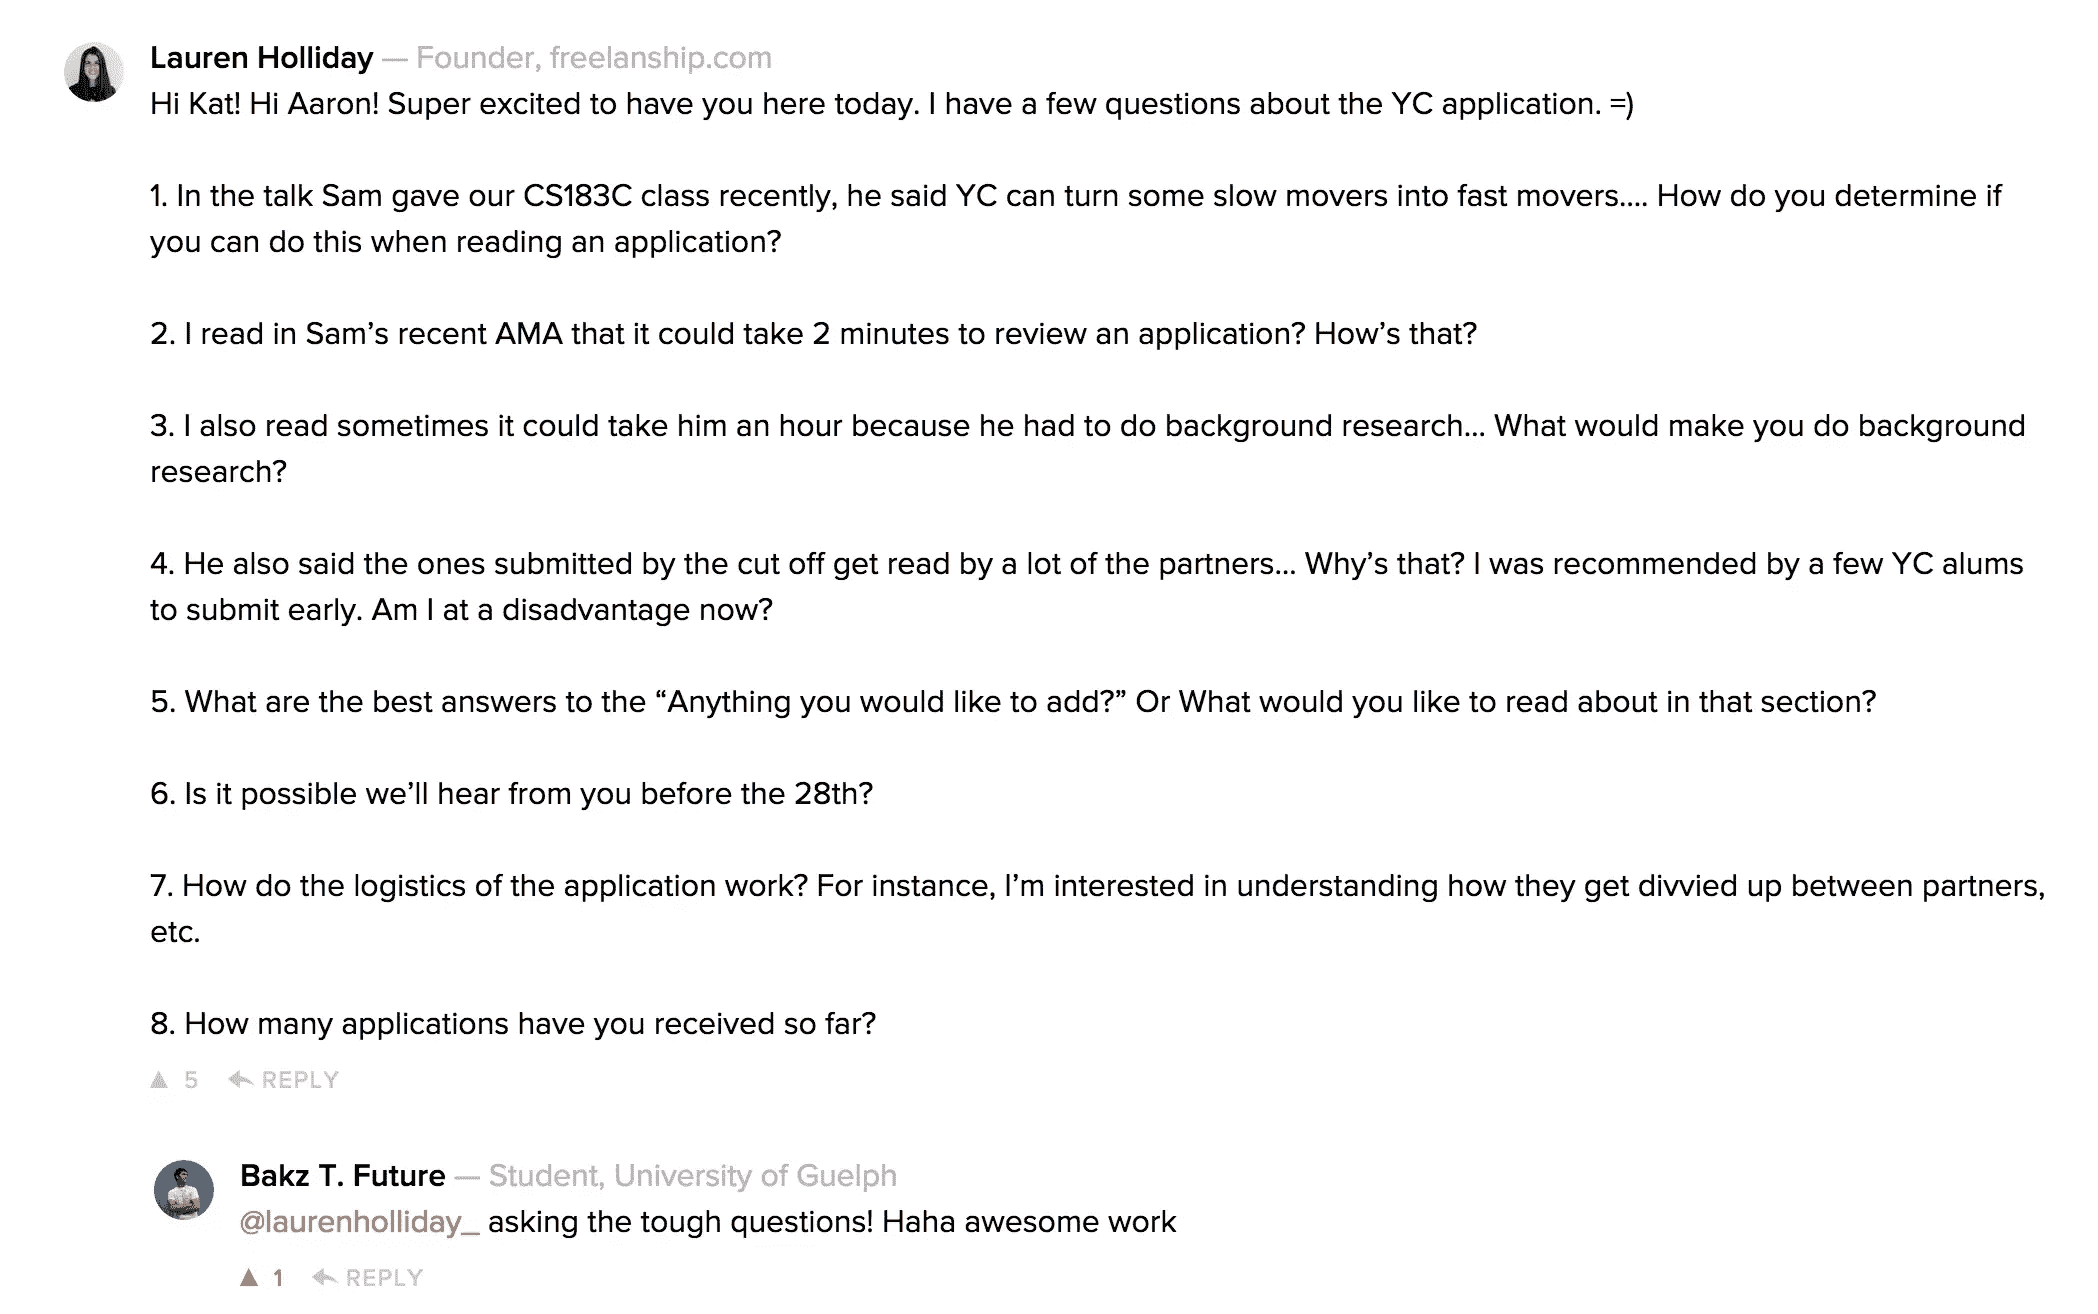 Lauren Holliday — Founder, freelanship.com
Hi Kat! Hi Aaron! Super excited to have you here today. I have a few questions about the YC application. =)
1. In the talk Sam gave our CS183C class recently, he said YC can turn some slow movers into fast movers.... How do you determine if
you can do this when reading an application?
2. I read in Sam’s recent AMA that it could take 2 minutes to review an application? How’s that?
3. I also read sometimes it could take him an hour because he had to do background research... What would make you do background
research?
4. He also said the ones submitted by the cut off get read by a lot of the partners... Why’s that? I was recommended by a few YC alums
to submit early. Am I at a disadvantage now?
5. What are the best answers to the “Anything you would like to add?” Or What would you like to read about in that section?
6. Is it possible we’ll hear from you before the 28th?
7. How do the logistics of the application work? For instance, I’m interested in understanding how they get divvied up between partners,
etc.
8. How many applications have you received so far?
▲ 5 REPLY
Bakz T. Future — Student, University of Guelph
@laurenholliday_ asking the tough questions! Haha awesome work
▲ 1 REPLY